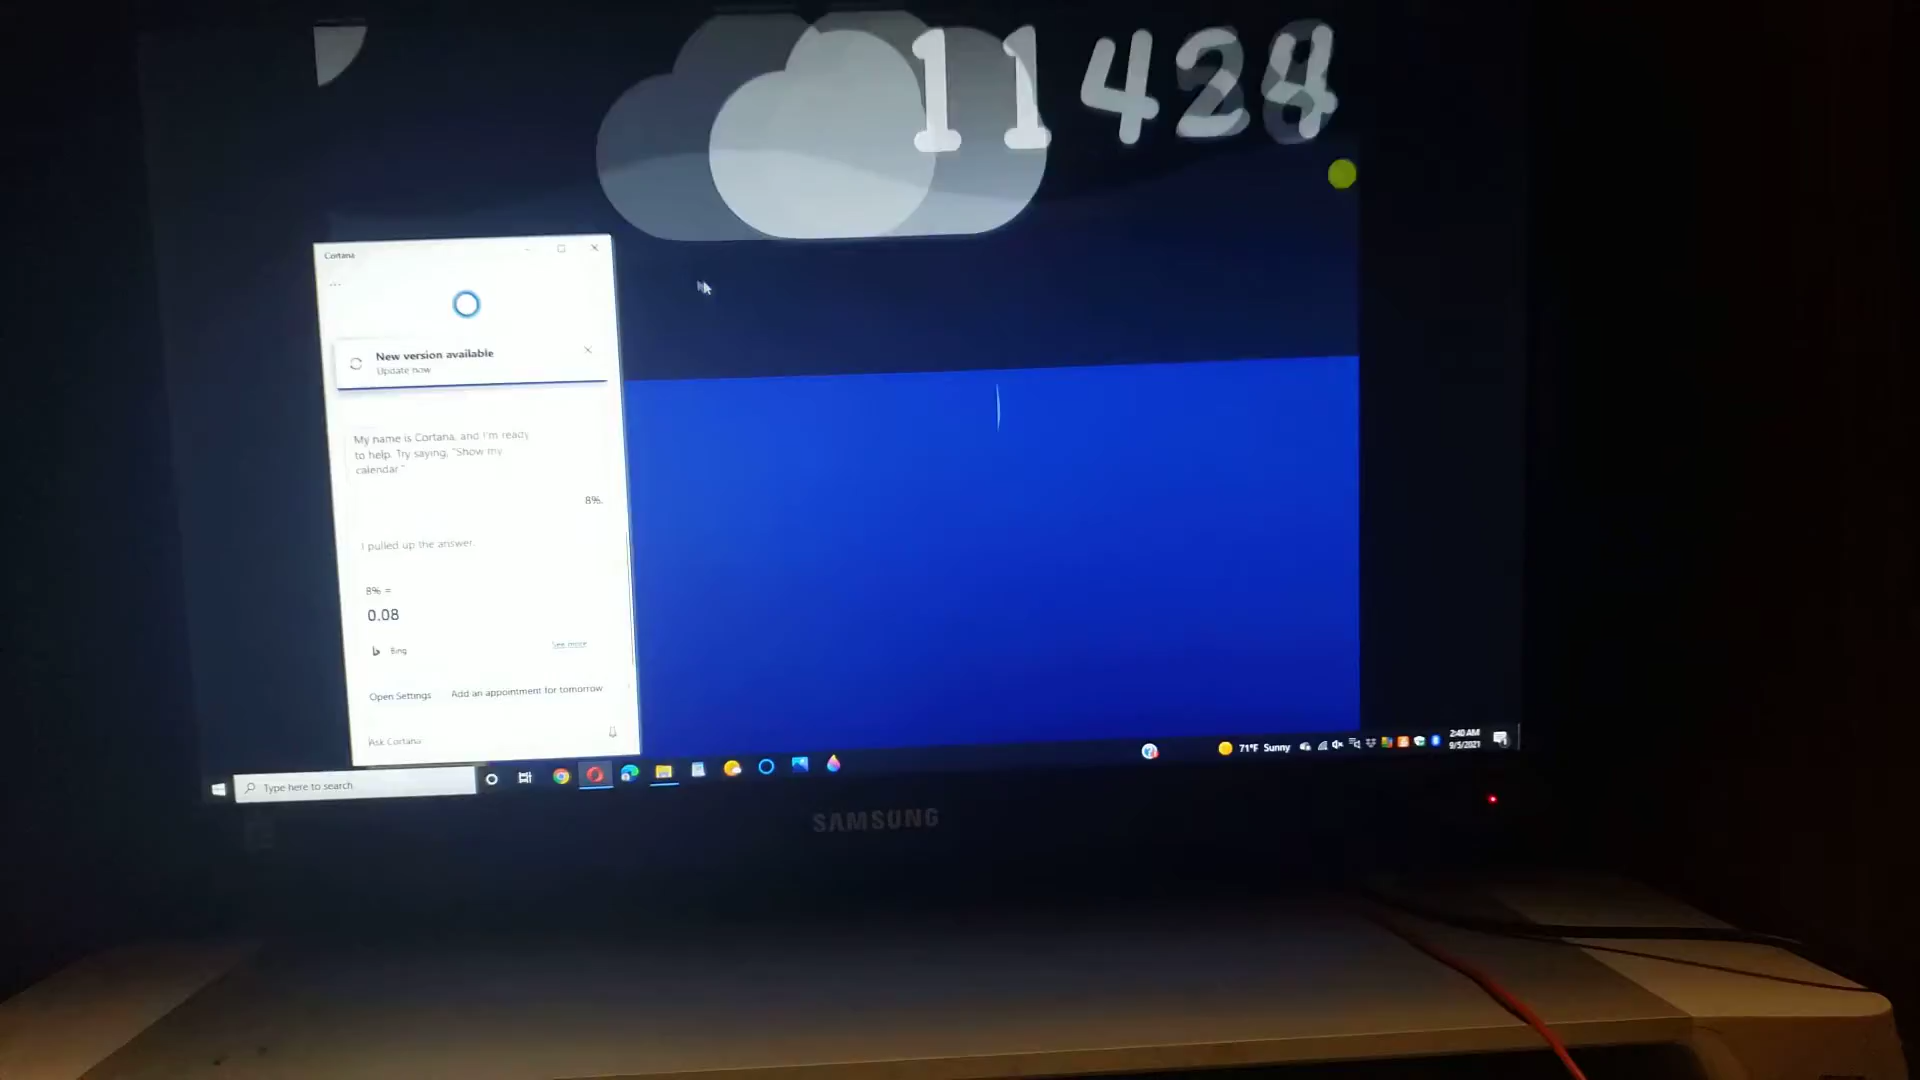 Cortana
...
New version available
Update now
My name is Cortana, and I'm ready
to help. Try saying, "Show my
calendar."
8%.
I pulled up the answer.
8% =
0.08
Bing
See more
Open Settings Add an appointment for tomorrow
Ask Cortana
Type here to search
71°F Sunny
2:40 AM
9/5/2021
SAMSUNG